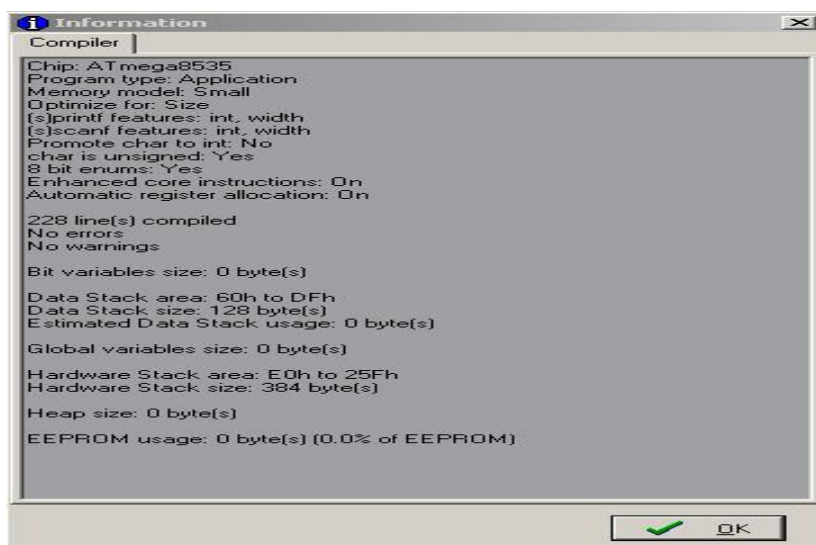 Information
Compiler
Chip: ATmega8535
Program type: Application
Memory model: Small
Optimize for: Size
(s)printf features: int, width
(s)scanf features: int, width
Promote char to int: No
char is unsigned: Yes
8 bit enums: Yes
Enhanced core instructions: On
Automatic register allocation: On
228 line(s) compiled
No errors
No warnings
Bit variables size: 0 byte(s)
Data Stack area: 60h to DFh
Data Stack size: 128 byte(s)
Estimated Data Stack usage: 0 byte(s)
Global variables size: 0 byte(s)
Hardware Stack area: E0h to 25Fh
Hardware Stack size: 384 byte(s)
Heap size: 0 byte(s)
EEPROM usage: 0 byte(s) (0.0% of EEPROM)
OK